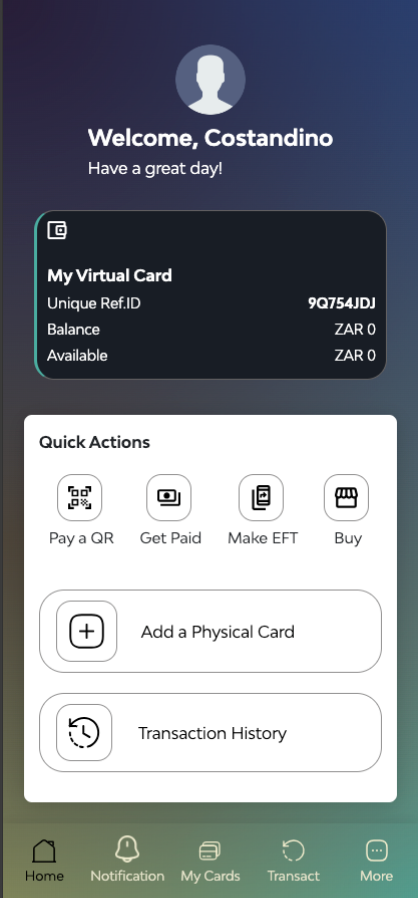 Welcome, Costandino
Have a great day!
My Virtual Card
Unique Ref.ID 9Q754JDJ
Balance ZAR 0
Available ZAR 0
Quick Actions
Pay a QR Get Paid Make EFT Buy
Add a Physical Card
Transaction History
Home Notification My Cards Transact More